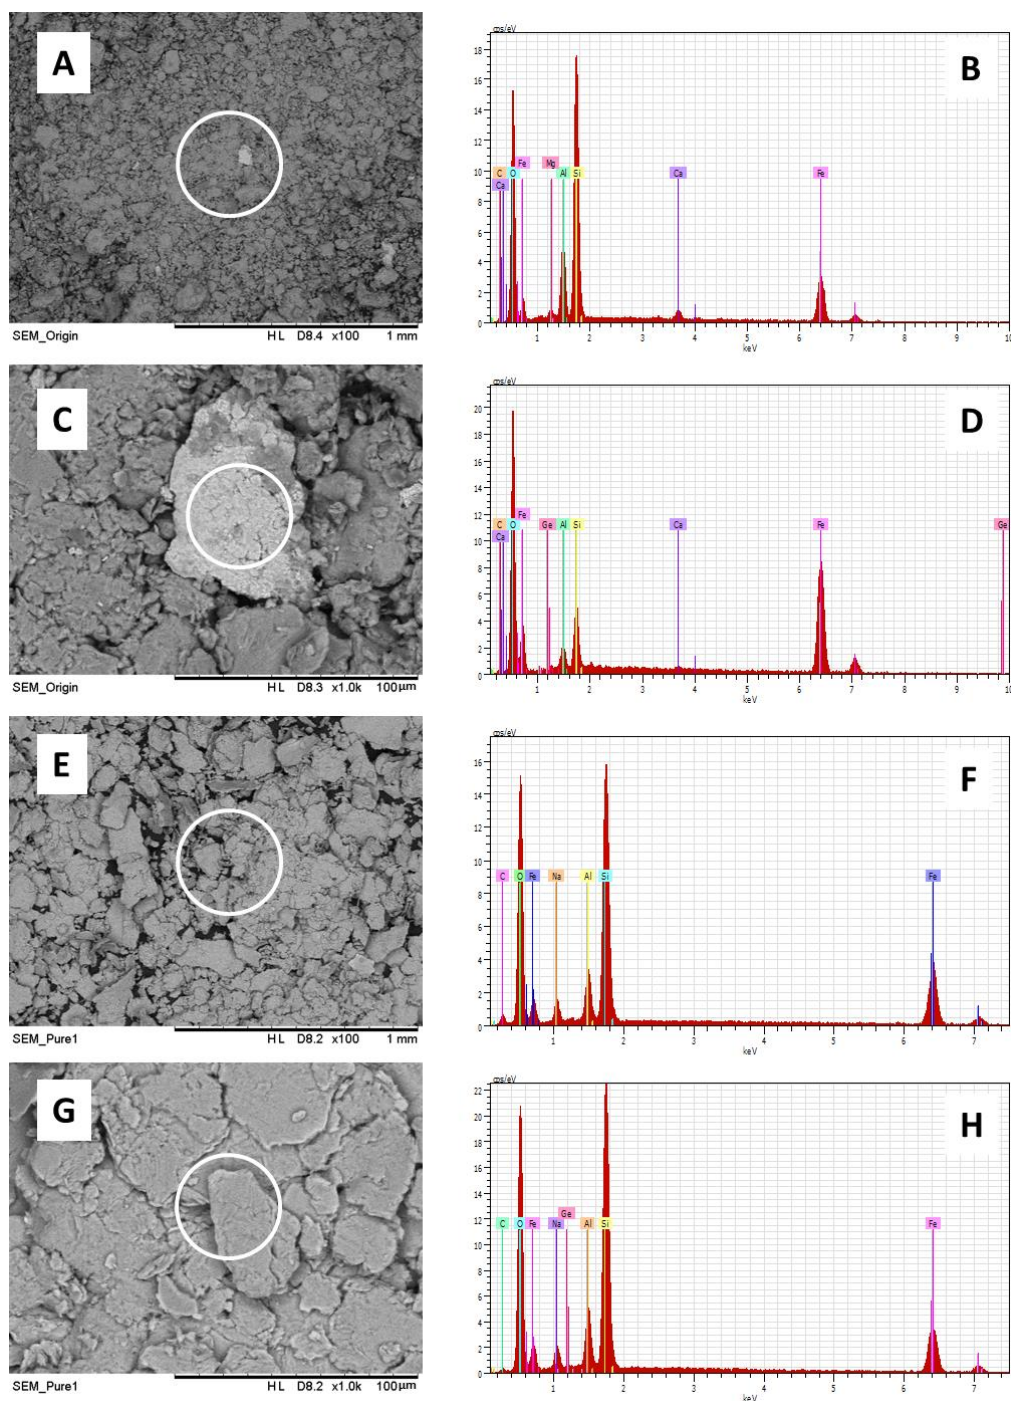 A
SEM_Origin HL D8.4 x100 1 mm
B
cps/eV
18
16
14
12
10
8
6
4
2
0
Fe Mg
C O Al Si Ca Fe
Ca
1 2 3 4 5 6 7 8 9 10
keV
C
SEM_Origin HL D8.3 x1.0k 100 µm
D
cps/eV
20
18
16
14
12
10
8
6
4
2
0
Fe
C O Ge Al Si Ca Fe Ge
Ca
1 2 3 4 5 6 7 8 9 10
keV
E
SEM_Pure1 HL D8.2 x100 1 mm
F
cps/eV
16
14
12
10
8
6
4
2
0
C O Fe Na Al Si Fe
1 2 3 4 5 6 7
keV
G
SEM_Pure1 HL D8.2 x1.0k 100 µm
H
cps/eV
22
20
18
16
14
12
10
8
6
4
2
0
Ge
C O Fe Na Al Si Fe
1 2 3 4 5 6 7
keV